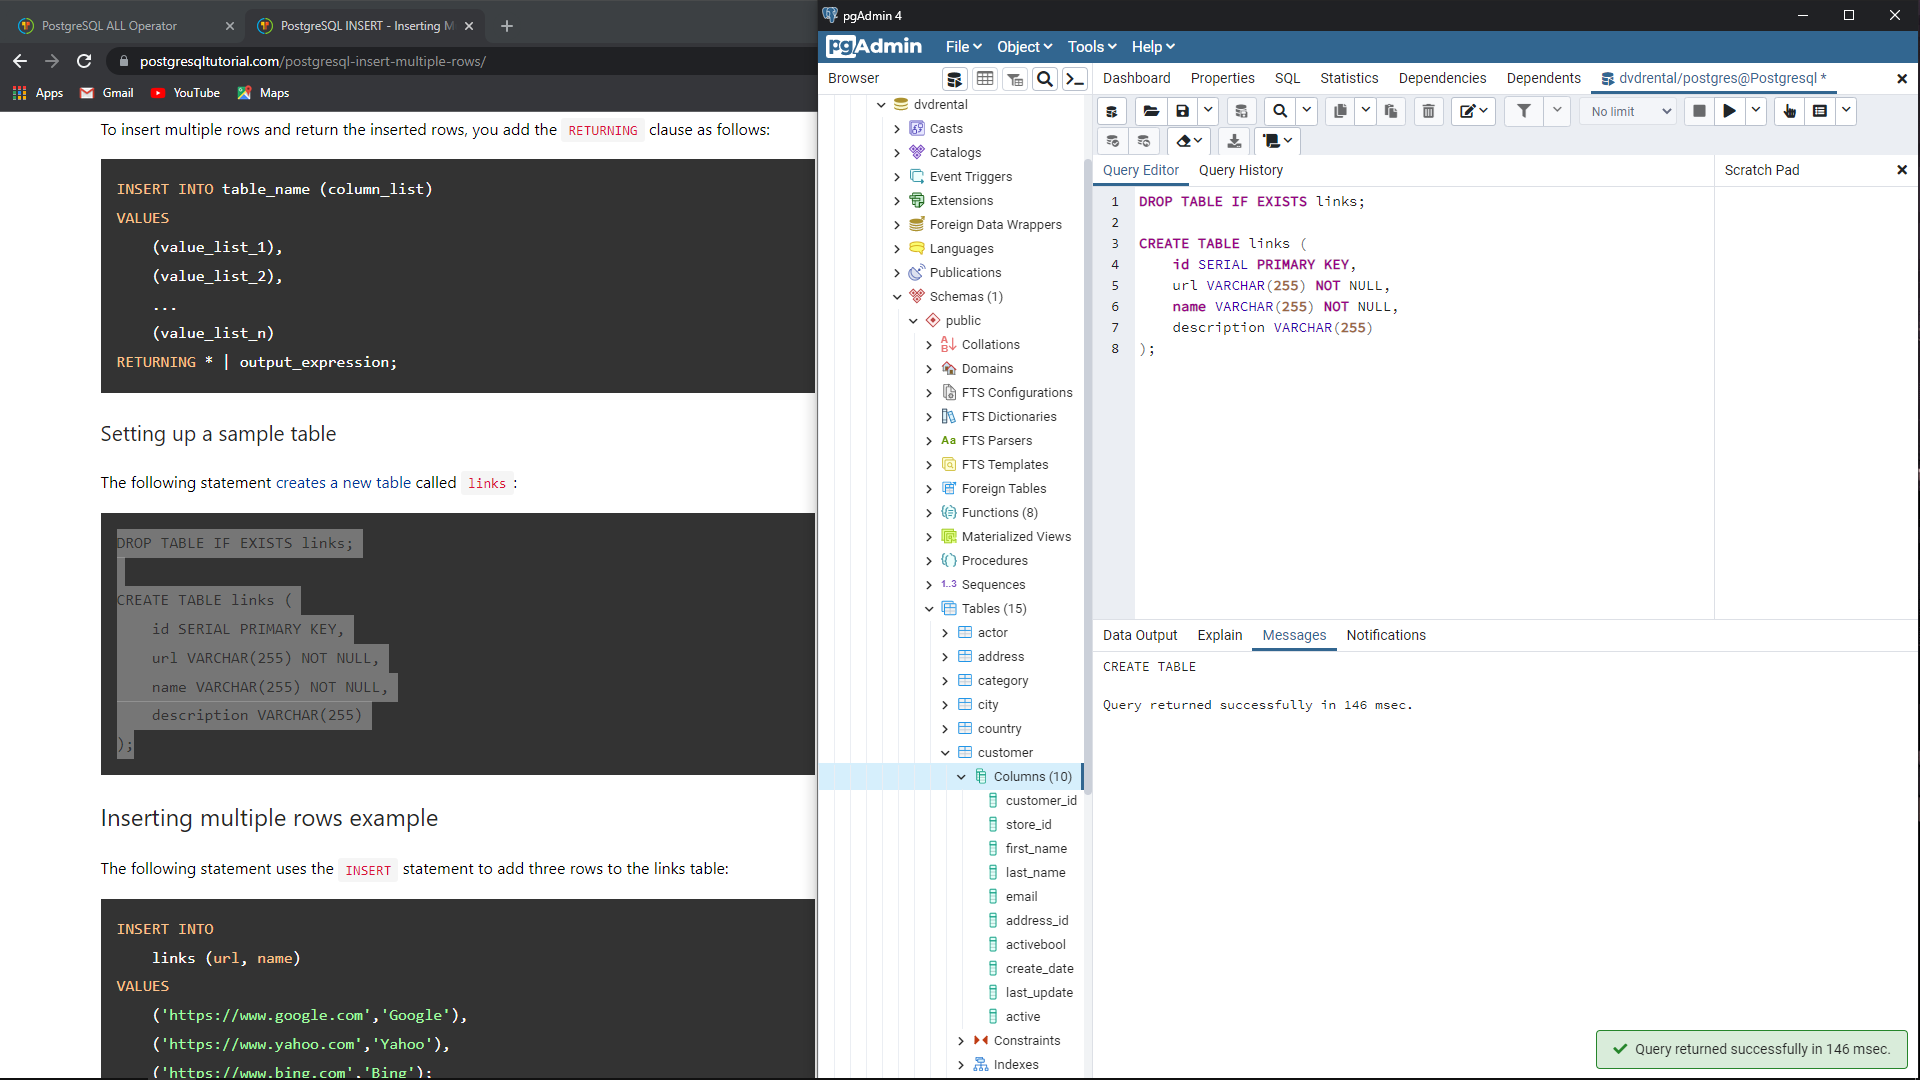 PostgreSQL ALL Operator
PostgreSQL INSERT - Inserting M
postgresqltutorial.com/postgresql-insert-multiple-rows/
Apps
Gmail
YouTube
Maps
To insert multiple rows and return the inserted rows, you add the RETURNING clause as follows:
INSERT INTO table_name (column_list)
VALUES
(value_list_1),
(value_list_2),
...
(value_list_n)
RETURNING * | output_expression;
Setting up a sample table
The following statement creates a new table called links :
DROP TABLE IF EXISTS links;
CREATE TABLE links (
id SERIAL PRIMARY KEY,
url VARCHAR(255) NOT NULL,
name VARCHAR(255) NOT NULL,
description VARCHAR(255)
);
Inserting multiple rows example
The following statement uses the INSERT statement to add three rows to the links table:
INSERT INTO
links (url, name)
VALUES
('https://www.google.com','Google'),
('https://www.yahoo.com','Yahoo'),
('https://www.bing.com','Bing');
pgAdmin 4
pgAdmin
File
Object
Tools
Help
Browser
dvdrental
Casts
Catalogs
Event Triggers
Extensions
Foreign Data Wrappers
Languages
Publications
Schemas (1)
public
Collations
Domains
FTS Configurations
FTS Dictionaries
Aa FTS Parsers
FTS Templates
Foreign Tables
Functions (8)
Materialized Views
Procedures
1..3 Sequences
Tables (15)
actor
address
category
city
country
customer
Columns (10)
customer_id
store_id
first_name
last_name
email
address_id
activebool
create_date
last_update
active
Constraints
Indexes
Dashboard
Properties
SQL
Statistics
Dependencies
Dependents
dvdrental/postgres@Postgresql *
No limit
Query Editor
Query History
Scratch Pad
1 DROP TABLE IF EXISTS links;
2
3 CREATE TABLE links (
4 id SERIAL PRIMARY KEY,
5 url VARCHAR(255) NOT NULL,
6 name VARCHAR(255) NOT NULL,
7 description VARCHAR(255)
8 );
Data Output
Explain
Messages
Notifications
CREATE TABLE
Query returned successfully in 146 msec.
Query returned successfully in 146 msec.